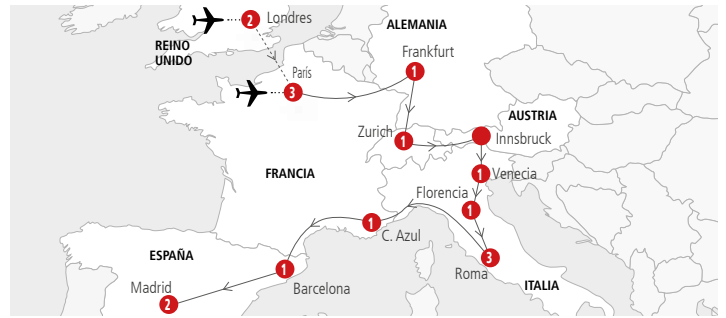 2
Londres
ALEMANIA
REINO
UNIDO
Frankfurt
1
París
3
AUSTRIA
Zurich
1
Innsbruck
FRANCIA
1
Venecia
Florencia
1
1
C. Azul
ESPAÑA
3
Roma
1
Barcelona
ITALIA
Madrid
2